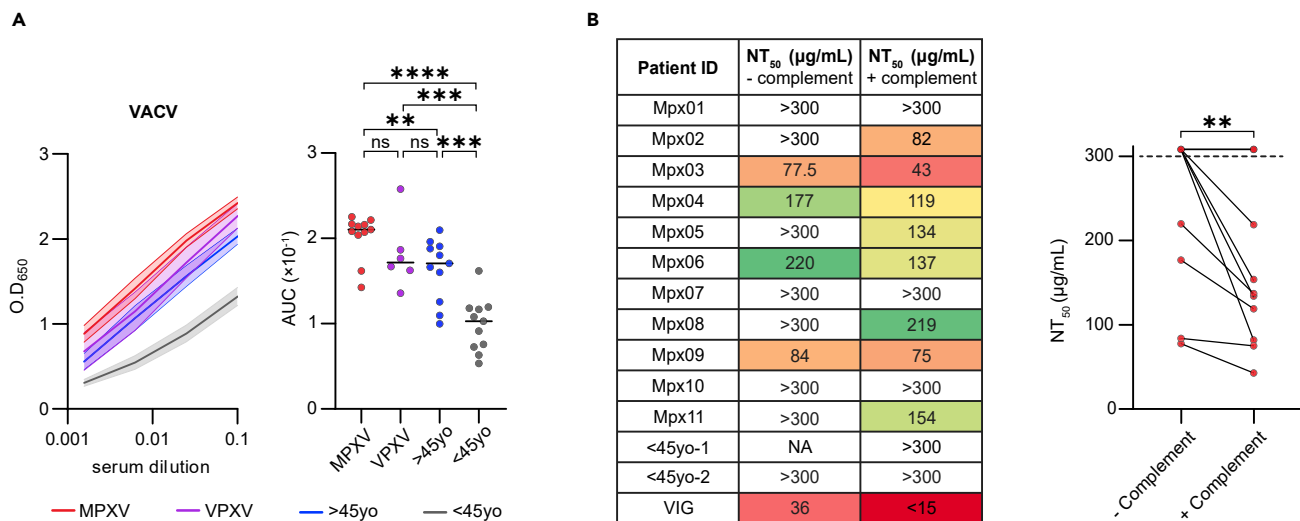 A
VACV
O.D650
3
2
1
0
0.001
0.01
0.1
serum dilution
MPXV
VPXV
>45yo
<45yo
****
***
**
ns
ns
***
AUC (×10-1)
3
2
1
0
MPXV
VPXV
>45yo
<45yo
B
Patient ID NT50 (µg/mL) - complement NT50 (µg/mL) + complement
Mpx01 >300 >300
Mpx02 >300 82
Mpx03 77.5 43
Mpx04 177 119
Mpx05 >300 134
Mpx06 220 137
Mpx07 >300 >300
Mpx08 >300 219
Mpx09 84 75
Mpx10 >300 >300
Mpx11 >300 154
<45yo-1 NA >300
<45yo-2 >300 >300
VIG 36 <15
**
NT50 (µg/mL)
300
200
100
0
- Complement
+ Complement